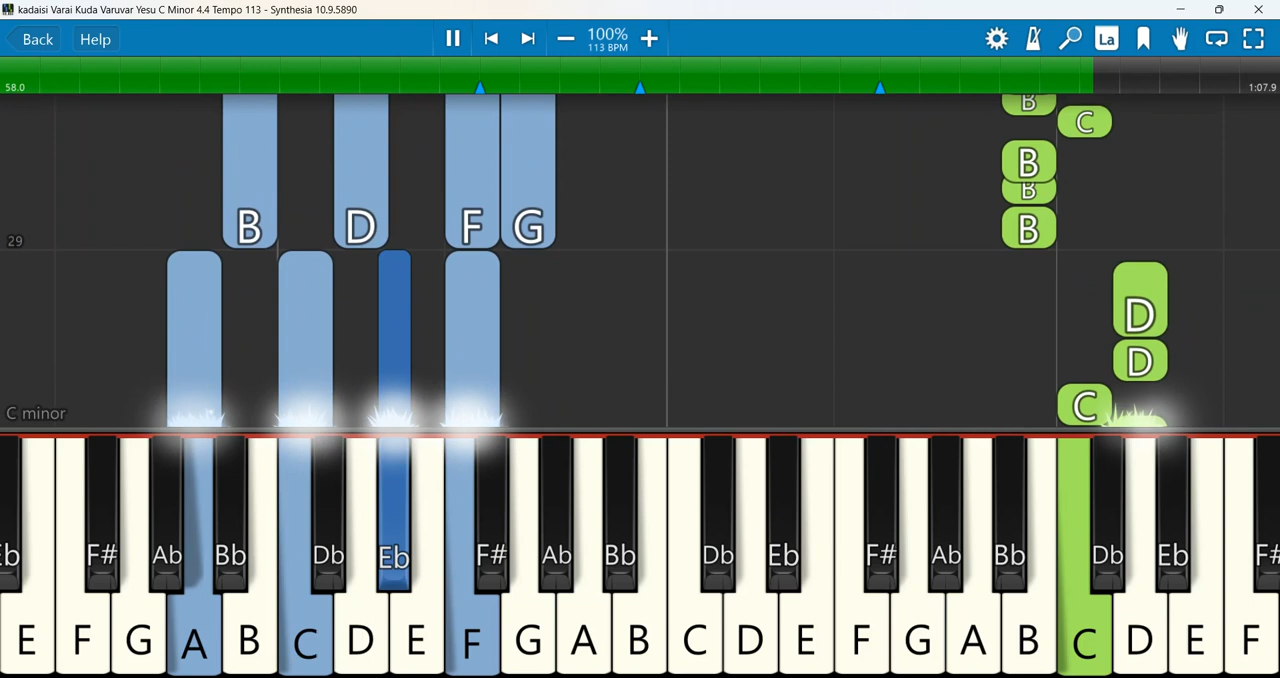 kadaisi Varai Kuda Varuvar Yesu C Minor 4.4 Tempo 113 - Synthesia 10.9.5890
Back Help 100% La
113 BPM
58.0 1:07.9
B C
B
B
B D F G B
29
D
D
C
C minor
Eb F# Ab Bb Db Eb F# Ab Bb Db Eb F# Ab Bb Db Eb F#
E F G A B C D E F G A B C D E F G A B C D E F